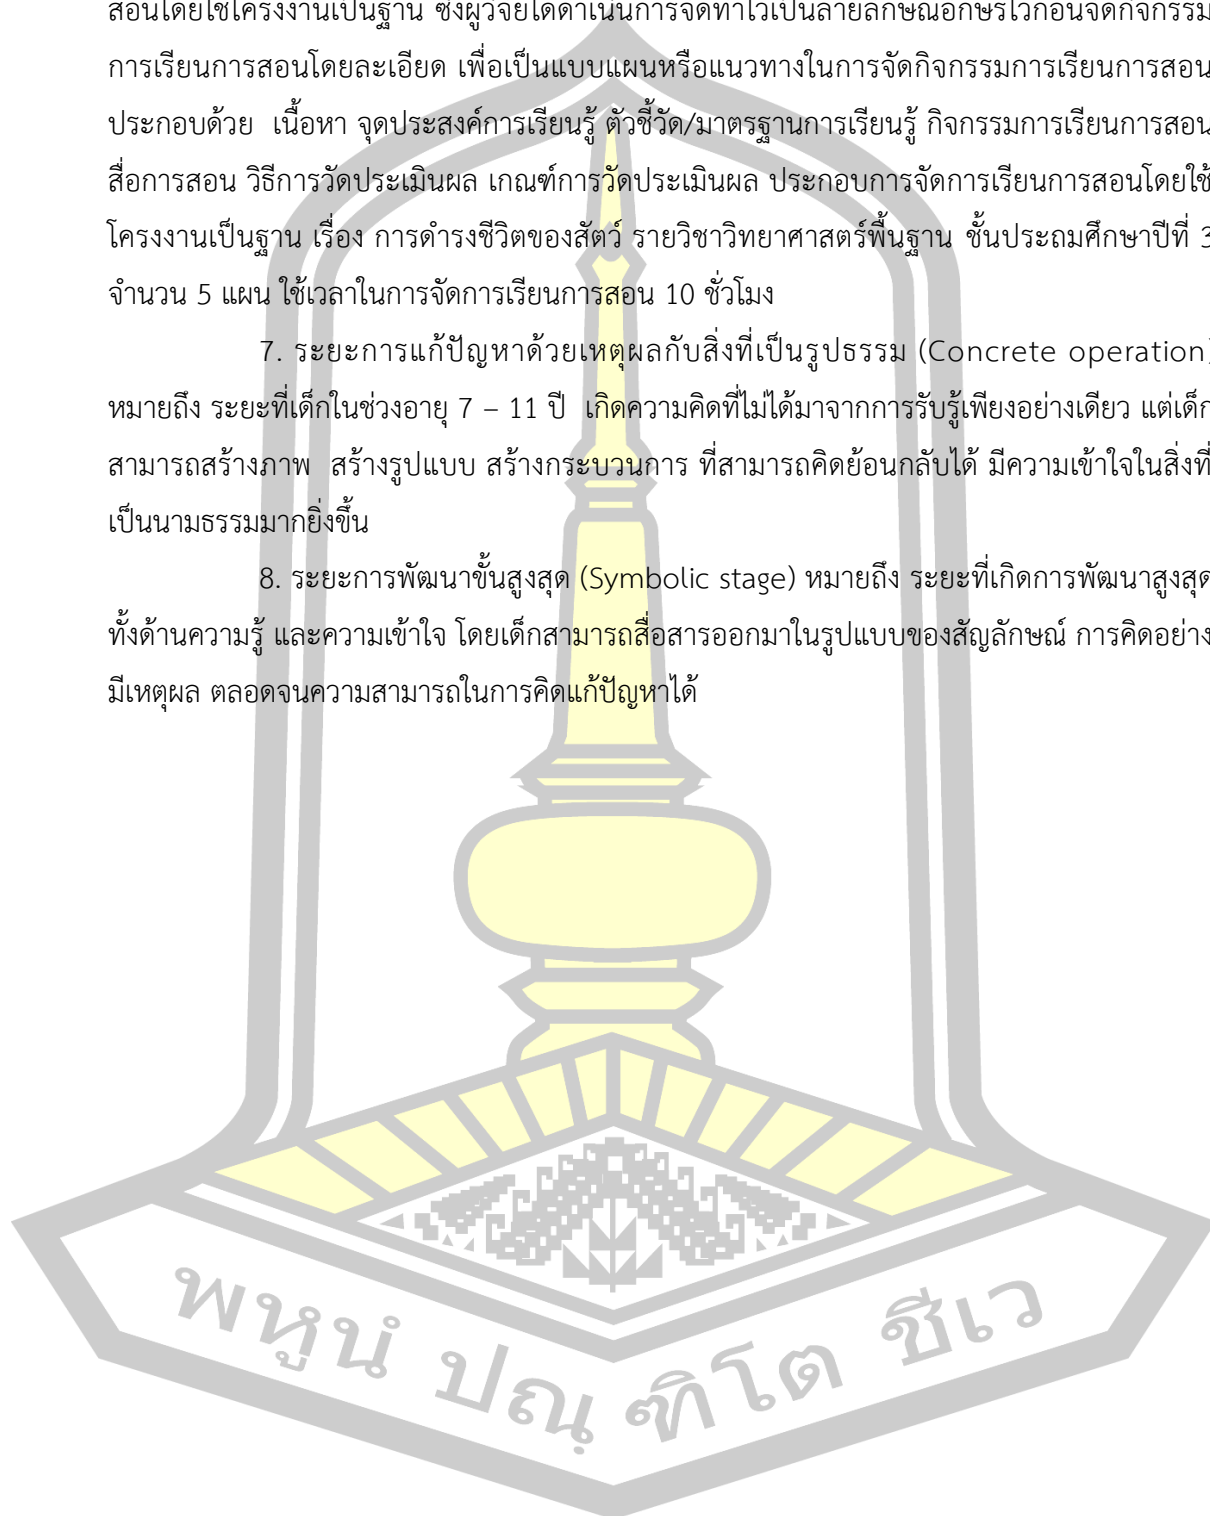 สอนโดยใช้โครงงานเป็นฐาน ซึ่งผู้วิจัยได้ดำเนินการจัดทำไว้เป็นลายลักษณ์อักษรไว้ก่อนจัดกิจกรรม
การเรียนการสอนโดยละเอียด เพื่อเป็นแบบแผนหรือแนวทางในการจัดกิจกรรมการเรียนการสอน
ประกอบด้วย เนื้อหา จุดประสงค์การเรียนรู้ ตัวชี้วัด/มาตรฐานการเรียนรู้ กิจกรรมการเรียนการสอน
สื่อการสอน วิธีการวัดประเมินผล เกณฑ์การวัดประเมินผล ประกอบการจัดการเรียนการสอนโดยใช้
โครงงานเป็นฐาน เรื่อง การดำรงชีวิตของสัตว์ รายวิชาวิทยาศาสตร์พื้นฐาน ชั้นประถมศึกษาปีที่ 3
จำนวน 5 แผน ใช้เวลาในการจัดการเรียนการสอน 10 ชั่วโมง
7. ระยะการแก้ปัญหาด้วยเหตุผลกับสิ่งที่เป็นรูปธรรม (Concrete operation)
หมายถึง ระยะที่เด็กในช่วงอายุ 7 – 11 ปี เกิดความคิดที่ไม่ได้มาจากการรับรู้เพียงอย่างเดียว แต่เด็ก
สามารถสร้างภาพ สร้างรูปแบบ สร้างกระบวนการ ที่สามารถคิดย้อนกลับได้ มีความเข้าใจในสิ่งที่
เป็นนามธรรมมากยิ่งขึ้น
8. ระยะการพัฒนาขั้นสูงสุด (Symbolic stage) หมายถึง ระยะที่เกิดการพัฒนาสูงสุด
ทั้งด้านความรู้ และความเข้าใจ โดยเด็กสามารถสื่อสารออกมาในรูปแบบของสัญลักษณ์ การคิดอย่าง
มีเหตุผล ตลอดจนความสามารถในการคิดแก้ปัญหาได้
พหูนํ ปณฺฑิโต ชีเว